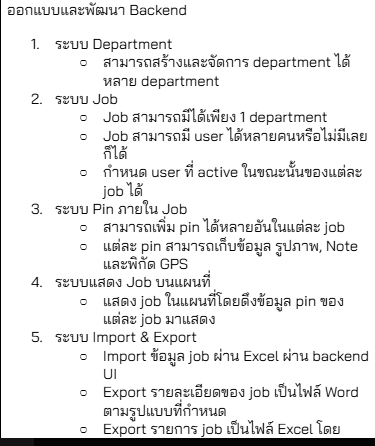 ออกแบบและพัฒนา Backend
1. ระบบ Department
○ สามารถสร้างและจัดการ department ได้
หลาย department
2. ระบบ Job
○ Job สามารถมีได้เพียง 1 department
○ Job สามารถมี user ได้หลายคนหรือไม่มีเลย
ก็ได้
○ กำหนด user ที่ active ในขณะนั้นของแต่ละ
job ได้
3. ระบบ Pin ภายใน Job
○ สามารถเพิ่ม pin ได้หลายอันในแต่ละ job
○ แต่ละ pin สามารถเก็บข้อมูล รูปภาพ, Note
และพิกัด GPS
4. ระบบแสดง Job บนแผนที่
○ แสดง job ในแผนที่โดยดึงข้อมูล pin ของ
แต่ละ job มาแสดง
5. ระบบ Import & Export
○ Import ข้อมูล job ผ่าน Excel ผ่าน backend
UI
○ Export รายละเอียดของ job เป็นไฟล์ Word
ตามรูปแบบที่กำหนด
○ Export รายการ job เป็นไฟล์ Excel โดย